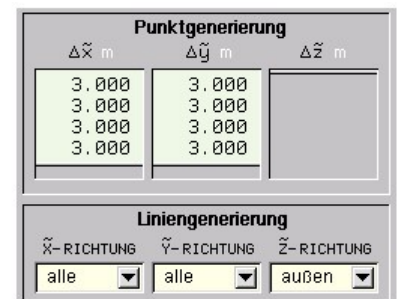 Punktgenerierung
Δx̃ m Δỹ m Δz̃ m
3.000 3.000
3.000 3.000
3.000 3.000
3.000 3.000
Liniengenerierung
X̃-RICHTUNG Ỹ-RICHTUNG Z̃-RICHTUNG
alle alle außen